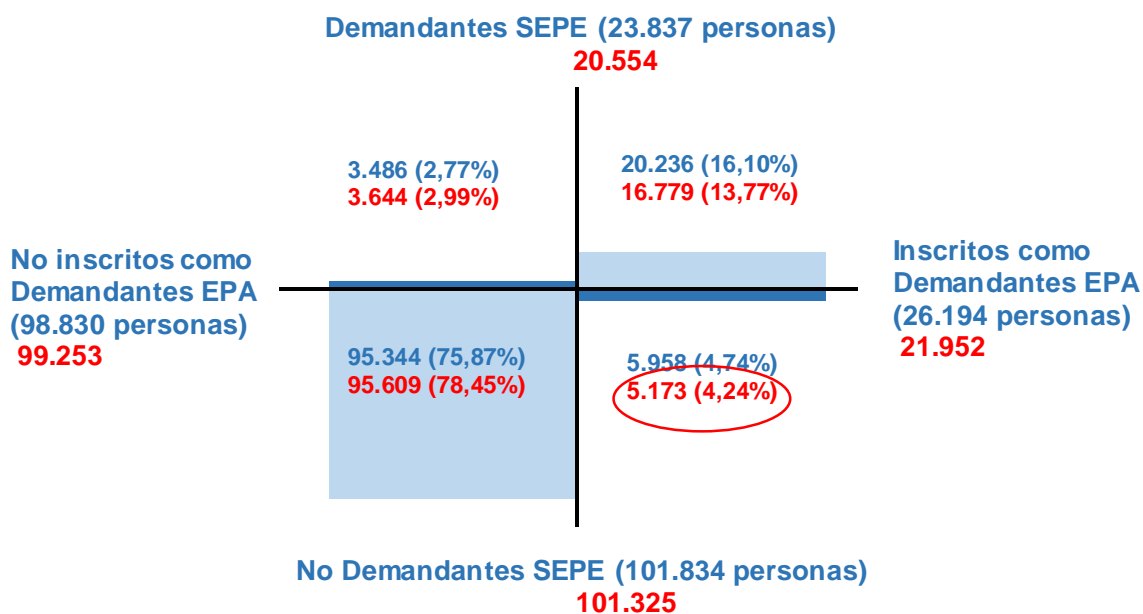 Demandantes SEPE (23.837 personas)
20.554
3.486 (2,77%)
3.644 (2,99%)
20.236 (16,10%)
16.779 (13,77%)
No inscritos como
Demandantes EPA
(98.830 personas)
99.253
Inscritos como
Demandantes EPA
(26.194 personas)
21.952
95.344 (75,87%)
95.609 (78,45%)
5.958 (4,74%)
5.173 (4,24%)
No Demandantes SEPE (101.834 personas)
101.325